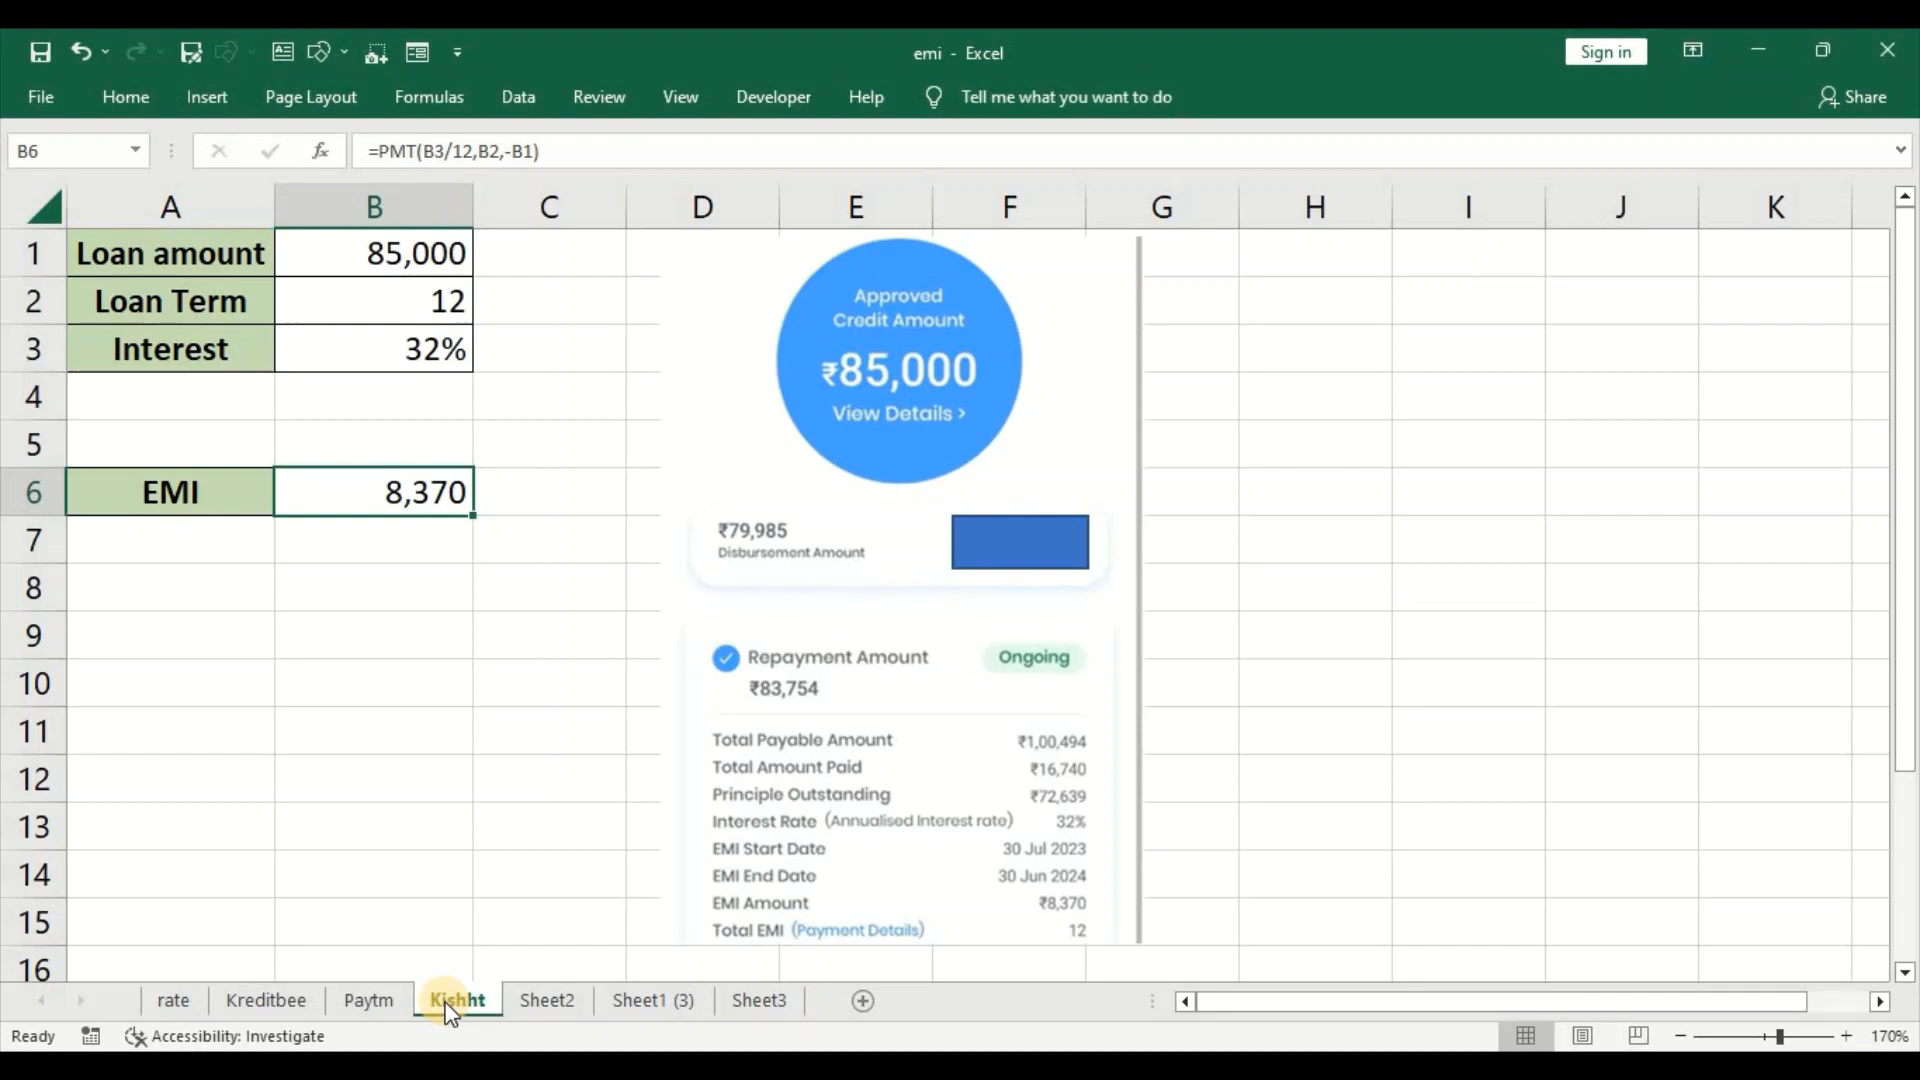 emi - Excel
Sign in
File Home Insert Page Layout Formulas Data Review View Developer Help Tell me what you want to do Share
B6 fx =PMT(B3/12,B2,-B1)
A B C D E F G H I J K
1 Loan amount 85,000
2 Loan Term 12
3 Interest 32%
4
5
6 EMI 8,370
7
8
9
10
11
12
13
14
15
16
Approved
Credit Amount
₹85,000
View Details >
₹79,985
Disbursement Amount
Repayment Amount Ongoing
₹83,754
Total Payable Amount ₹1,00,494
Total Amount Paid ₹16,740
Principle Outstanding ₹72,639
Interest Rate (Annualised Interest rate) 32%
EMI Start Date 30 Jul 2023
EMI End Date 30 Jun 2024
EMI Amount ₹8,370
Total EMI (Payment Details) 12
rate Kreditbee Paytm Kishht Sheet2 Sheet1 (3) Sheet3
Ready Accessibility: Investigate 170%